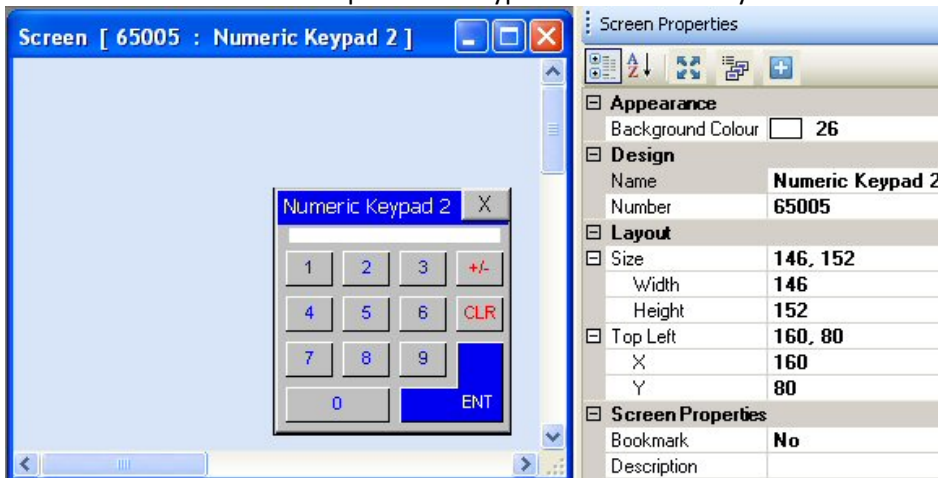 Screen [ 65005 : Numeric Keypad 2 ]
Numeric Keypad 2 X
1 2 3 +/-
4 5 6 CLR
7 8 9
0 ENT
Screen Properties
Appearance
Background Colour 26
Design
Name Numeric Keypad 2
Number 65005
Layout
Size 146, 152
Width 146
Height 152
Top Left 160, 80
X 160
Y 80
Screen Properties
Bookmark No
Description